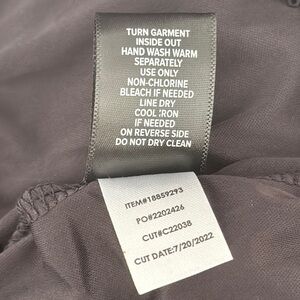 TURN GARMENT
INSIDE OUT
HAND WASH WARM
SEPARATELY
USE ONLY
NON-CHLORINE
BLEACH IF NEEDED
LINE DRY
COOL IRON
IF NEEDED
ON REVERSE SIDE
DO NOT DRY CLEAN
ITEM#18859293
PO#2202426
CUT#C22038
CUT DATE:7/20/2022